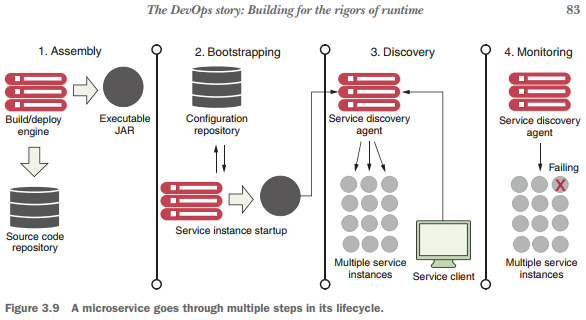 The DevOps story: Building for the rigors of runtime
83
1. Assembly
2. Bootstrapping
3. Discovery
4. Monitoring
Build/deploy
engine
Executable
JAR
Source code
repository
Configuration
repository
Service instance startup
Service discovery
agent
Multiple service
instances
Service client
Service discovery
agent
Failing
X
Multiple service
instances
Figure 3.9 A microservice goes through multiple steps in its lifecycle.